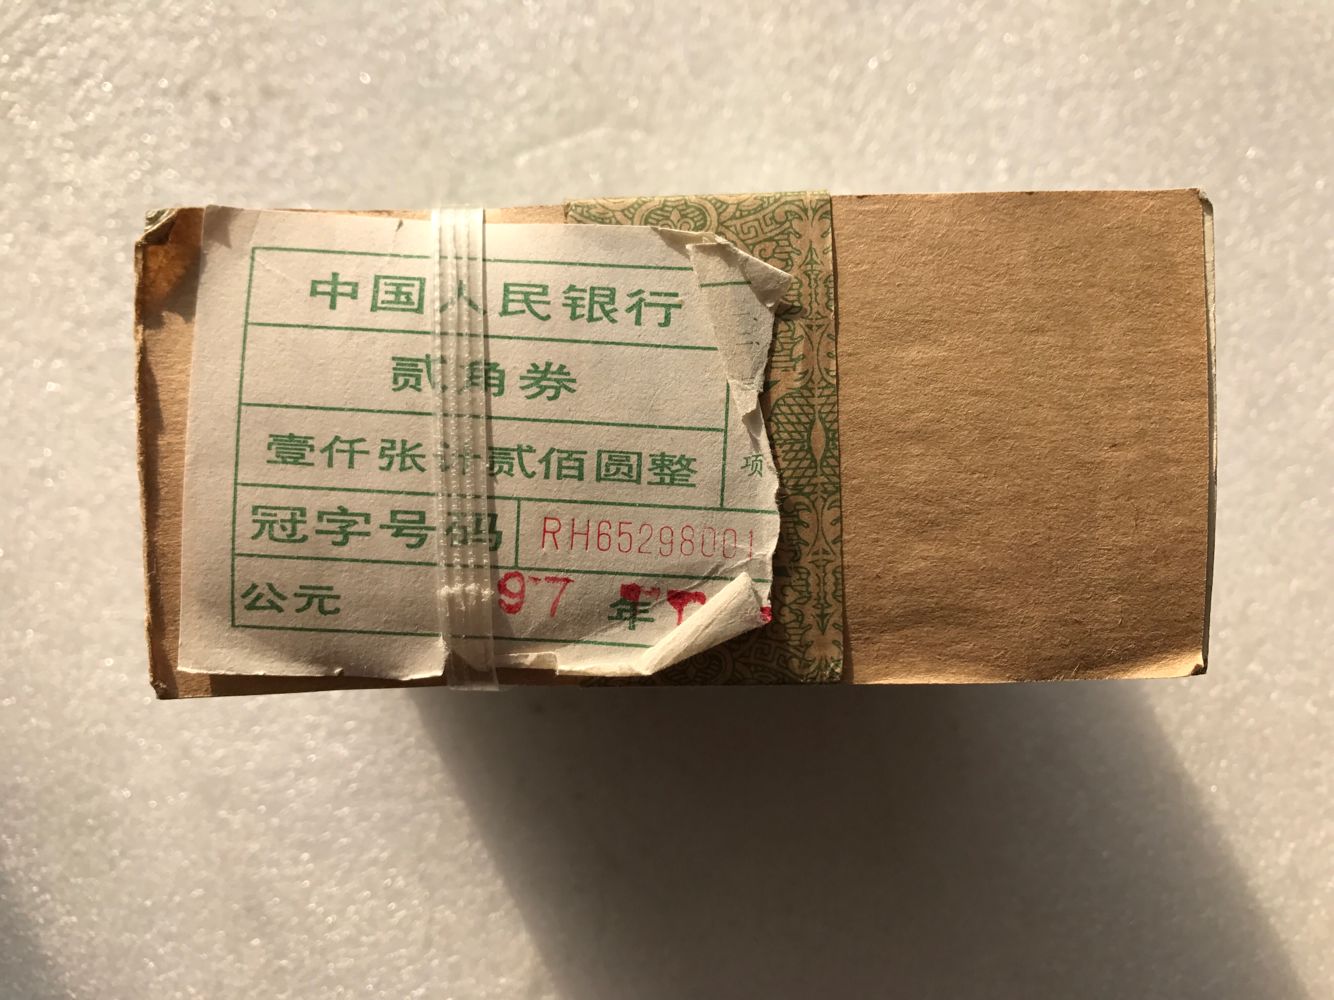 中国人民银行
贰角券
壹仟张计贰佰圆整
项
冠字号码 RH65298001
公元 97 年